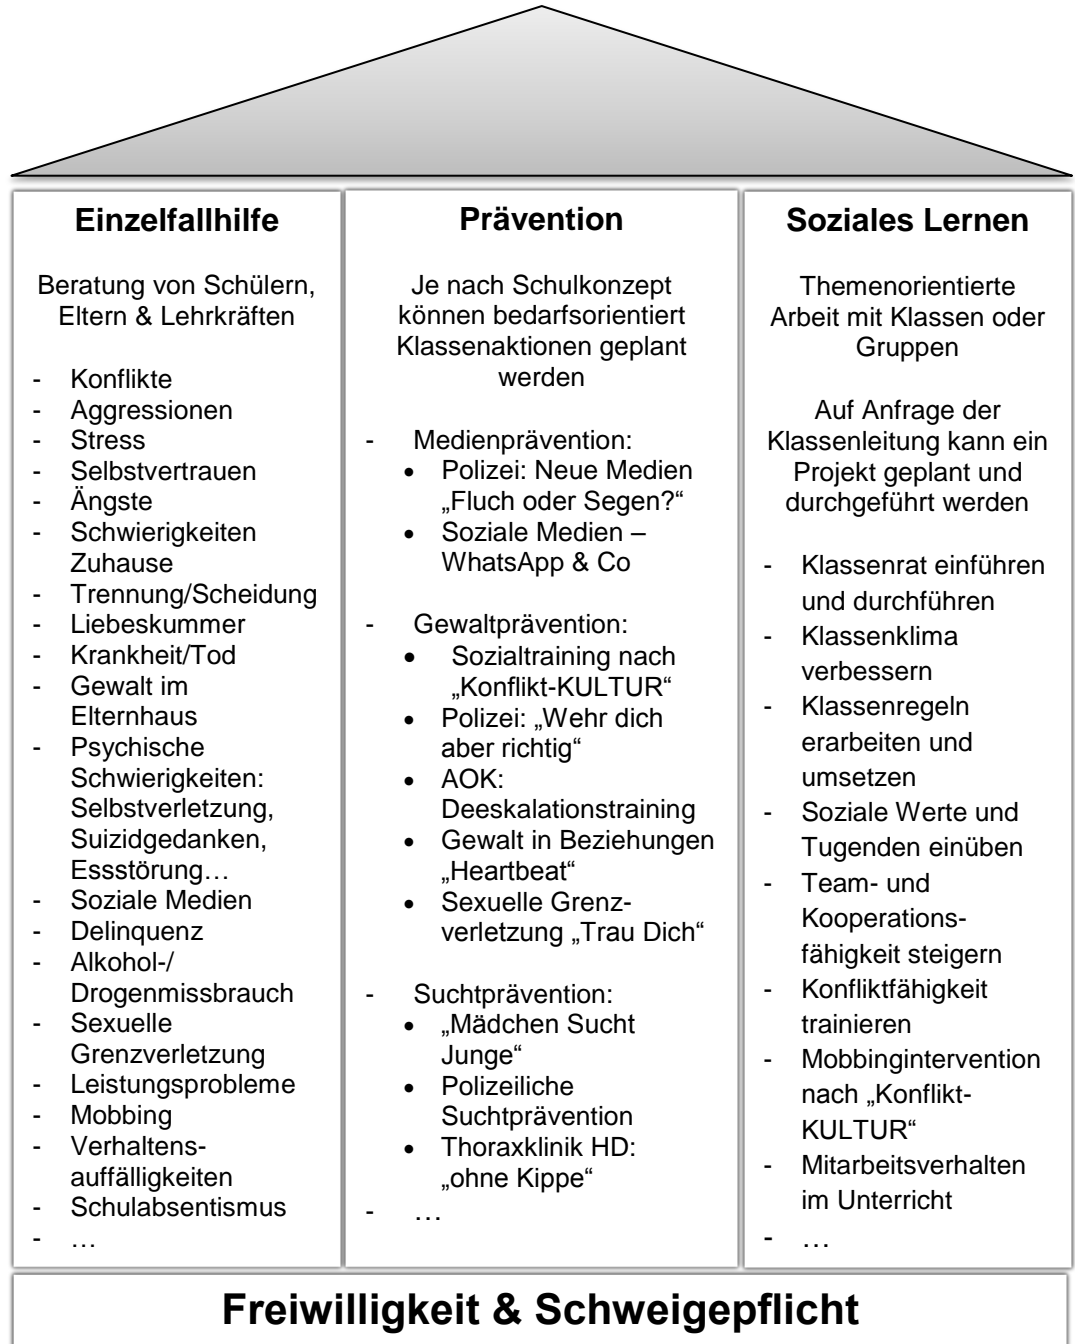 Einzelfallhilfe
Beratung von Schülern,
Eltern & Lehrkräften
- Konflikte
- Aggressionen
- Stress
- Selbstvertrauen
- Ängste
- Schwierigkeiten
Zuhause
- Trennung/Scheidung
- Liebeskummer
- Krankheit/Tod
- Gewalt im
Elternhaus
- Psychische
Schwierigkeiten:
Selbstverletzung,
Suizidgedanken,
Essstörung…
- Soziale Medien
- Delinquenz
- Alkohol-/
Drogenmissbrauch
- Sexuelle
Grenzverletzung
- Leistungsprobleme
- Mobbing
- Verhaltens-
auffälligkeiten
- Schulabsentismus
- …
Prävention
Je nach Schulkonzept
können bedarfsorientiert
Klassenaktionen geplant
werden
- Medienprävention:
• Polizei: Neue Medien
„Fluch oder Segen?“
• Soziale Medien –
WhatsApp & Co
- Gewaltprävention:
• Sozialtraining nach
„Konflikt-KULTUR“
• Polizei: „Wehr dich
aber richtig“
• AOK:
Deeskalationstraining
• Gewalt in Beziehungen
„Heartbeat“
• Sexuelle Grenz-
verletzung „Trau Dich“
- Suchtprävention:
• „Mädchen Sucht
Junge“
• Polizeiliche
Suchtprävention
• Thoraxklinik HD:
„ohne Kippe“
- …
Soziales Lernen
Themenorientierte
Arbeit mit Klassen oder
Gruppen
Auf Anfrage der
Klassenleitung kann ein
Projekt geplant und
durchgeführt werden
- Klassenrat einführen
und durchführen
- Klassenklima
verbessern
- Klassenregeln
erarbeiten und
umsetzen
- Soziale Werte und
Tugenden einüben
- Team- und
Kooperations-
fähigkeit steigern
- Konfliktfähigkeit
trainieren
- Mobbingintervention
nach „Konflikt-
KULTUR“
- Mitarbeitsverhalten
im Unterricht
- …
Freiwilligkeit & Schweigepflicht